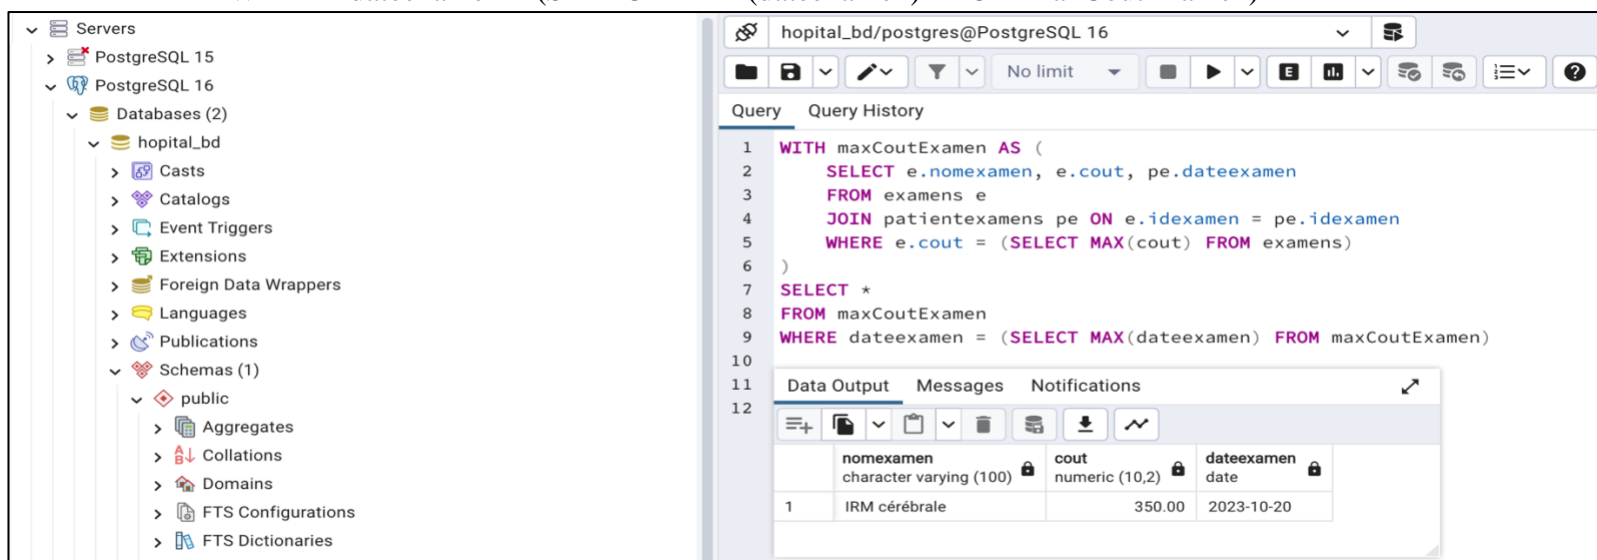 Servers
PostgreSQL 15
PostgreSQL 16
Databases (2)
hopital_bd
Casts
Catalogs
Event Triggers
Extensions
Foreign Data Wrappers
Languages
Publications
Schemas (1)
public
Aggregates
Collations
Domains
FTS Configurations
FTS Dictionaries
hopital_bd/postgres@PostgreSQL 16
No limit
E
Query Query History
1 WITH maxCoutExamen AS (
2 SELECT e.nomexamen, e.cout, pe.dateexamen
3 FROM examens e
4 JOIN patientexamens pe ON e.idexamen = pe.idexamen
5 WHERE e.cout = (SELECT MAX(cout) FROM examens)
6 )
7 SELECT *
8 FROM maxCoutExamen
9 WHERE dateexamen = (SELECT MAX(dateexamen) FROM maxCoutExamen)
10
11
12
Data Output Messages Notifications
nomexamen cout dateexamen
character varying (100) numeric (10,2) date
1 IRM cérébrale 350.00 2023-10-20